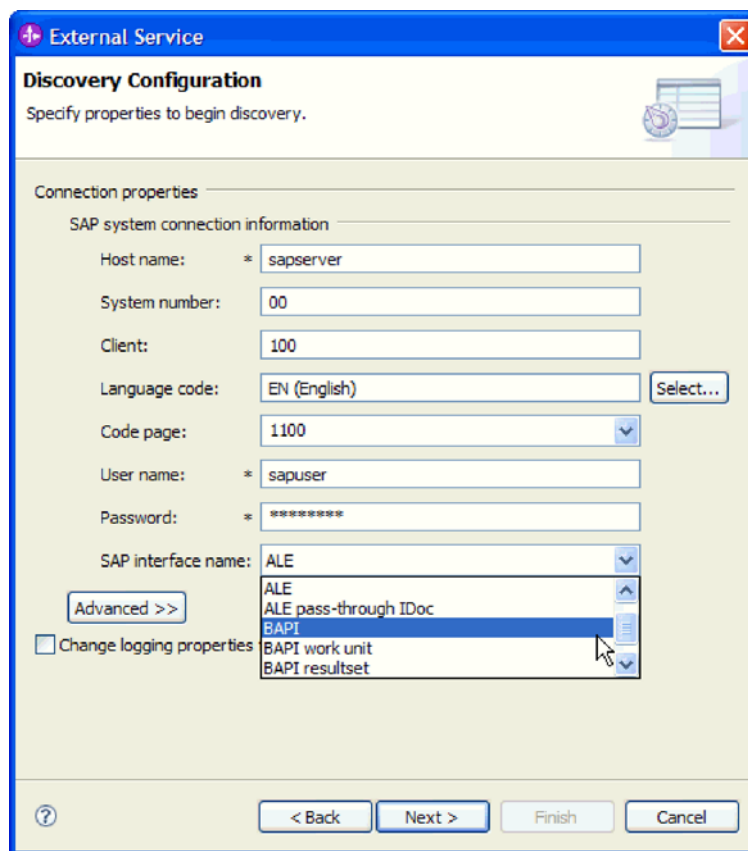 External Service
Discovery Configuration
Specify properties to begin discovery.
Connection properties
SAP system connection information
Host name: * sapserver
System number: 00
Client: 100
Language code: EN (English) Select...
Code page: 1100
User name: * sapuser
Password: * ********
SAP interface name: ALE
ALE
Advanced >> ALE pass-through IDoc
BAPI
Change logging properties BAPI work unit
BAPI resultset
? < Back Next > Finish Cancel